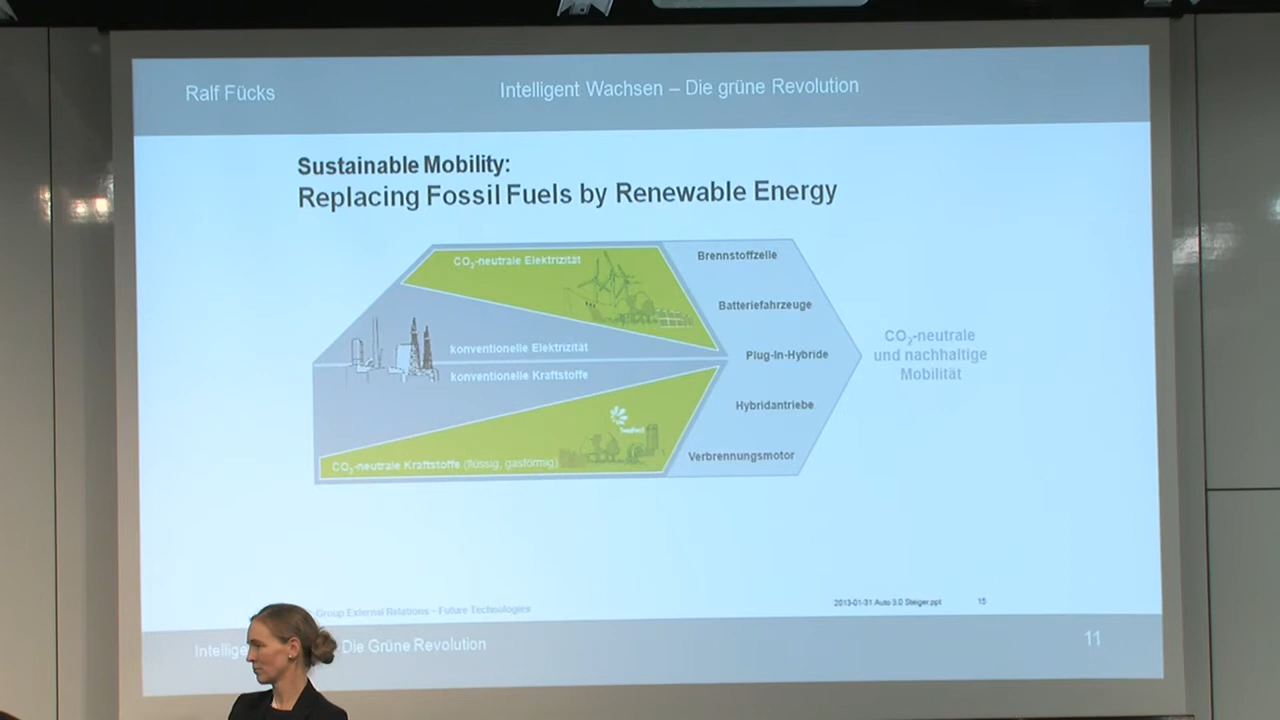 Ralf Fücks
Intelligent Wachsen – Die grüne Revolution
Sustainable Mobility:
Replacing Fossil Fuels by Renewable Energy
CO₂-neutrale Elektrizität
konventionelle Elektrizität
konventionelle Kraftstoffe
CO₂-neutrale Kraftstoffe (flüssig, gasförmig)
Brennstoffzelle
Batteriefahrzeuge
Plug-In-Hybride
Hybridantriebe
Verbrennungsmotor
CO₂-neutrale
und nachhaltige
Mobilität
Group External Relations – Future Technologies
2013-01-31 Auto 3.0 Steiger.ppt
15
Die Grüne Revolution
11